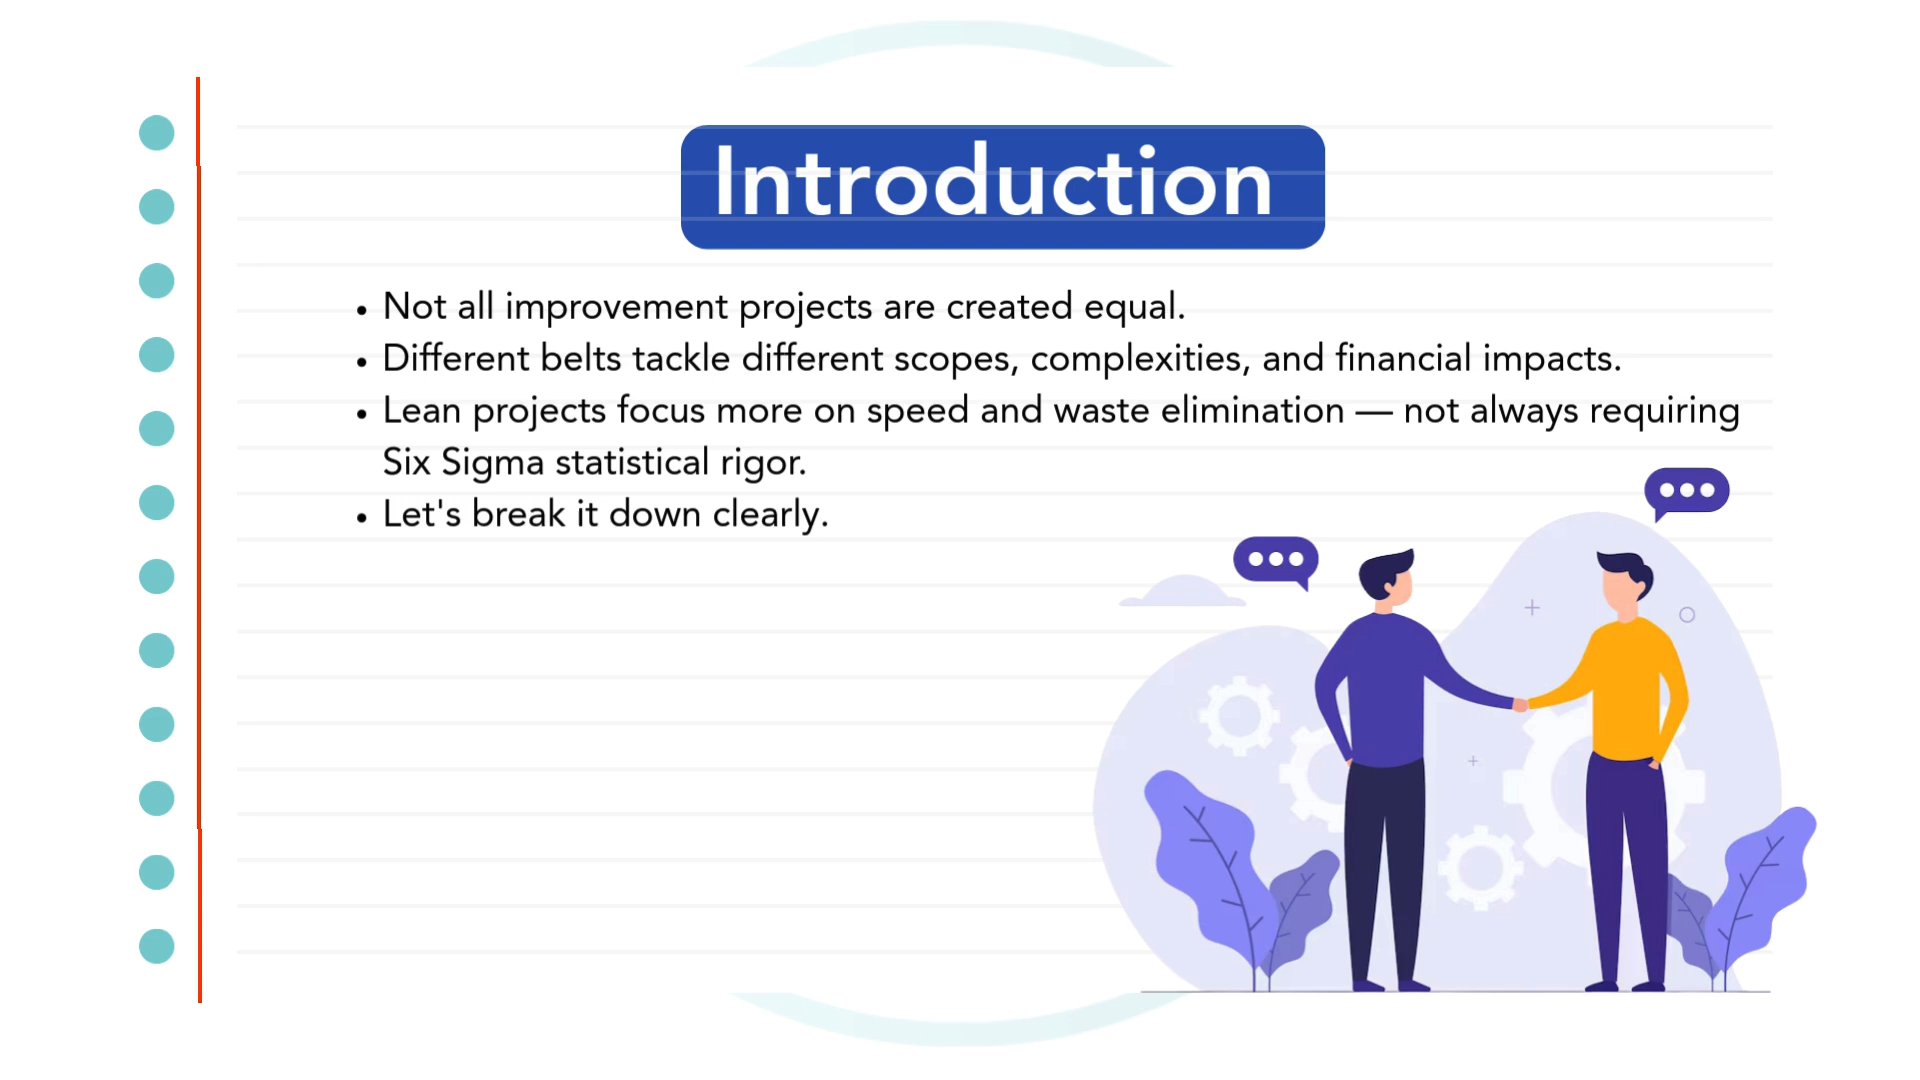 Introduction
• Not all improvement projects are created equal.
• Different belts tackle different scopes, complexities, and financial impacts.
• Lean projects focus more on speed and waste elimination — not always requiring
Six Sigma statistical rigor.
• Let's break it down clearly.